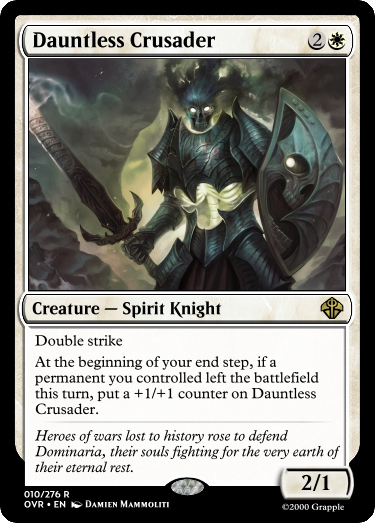 Dauntless Crusader 2
Creature — Spirit Knight
Double strike
At the beginning of your end step, if a
permanent you controlled left the battlefield
this turn, put a +1/+1 counter on Dauntless
Crusader.
Heroes of wars lost to history rose to defend
Dominaria, their souls fighting for the very earth of
their eternal rest.
2/1
010/276 R
OVR • EN Damien Mammoliti
©2000 Grapple